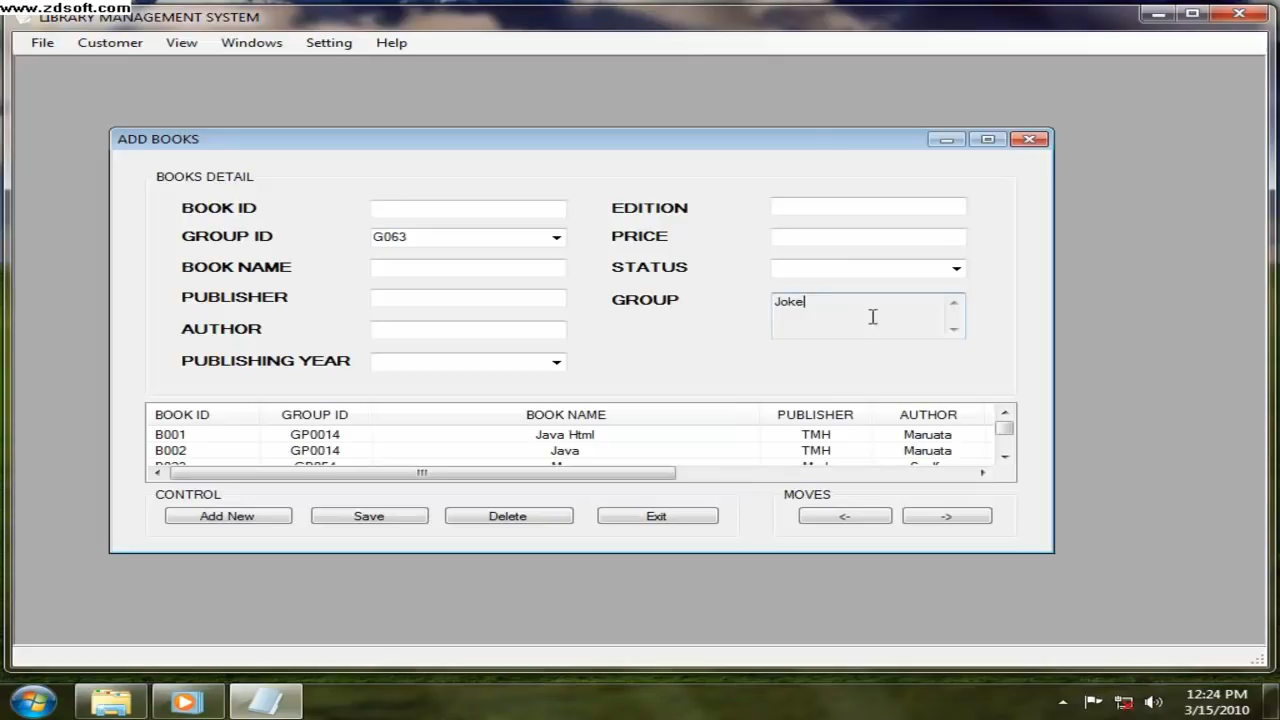 www.zdsoft.com
LIBRARY MANAGEMENT SYSTEM
File Customer View Windows Setting Help
ADD BOOKS
BOOKS DETAIL
BOOK ID
EDITION
GROUP ID G063
PRICE
BOOK NAME
STATUS
PUBLISHER
GROUP Joke
AUTHOR
PUBLISHING YEAR
BOOK ID GROUP ID BOOK NAME PUBLISHER AUTHOR
B001 GP0014 Java Html TMH Maruata
B002 GP0014 Java TMH Maruata
CONTROL
MOVES
Add New Save Delete Exit <- ->
12:24 PM
3/15/2010